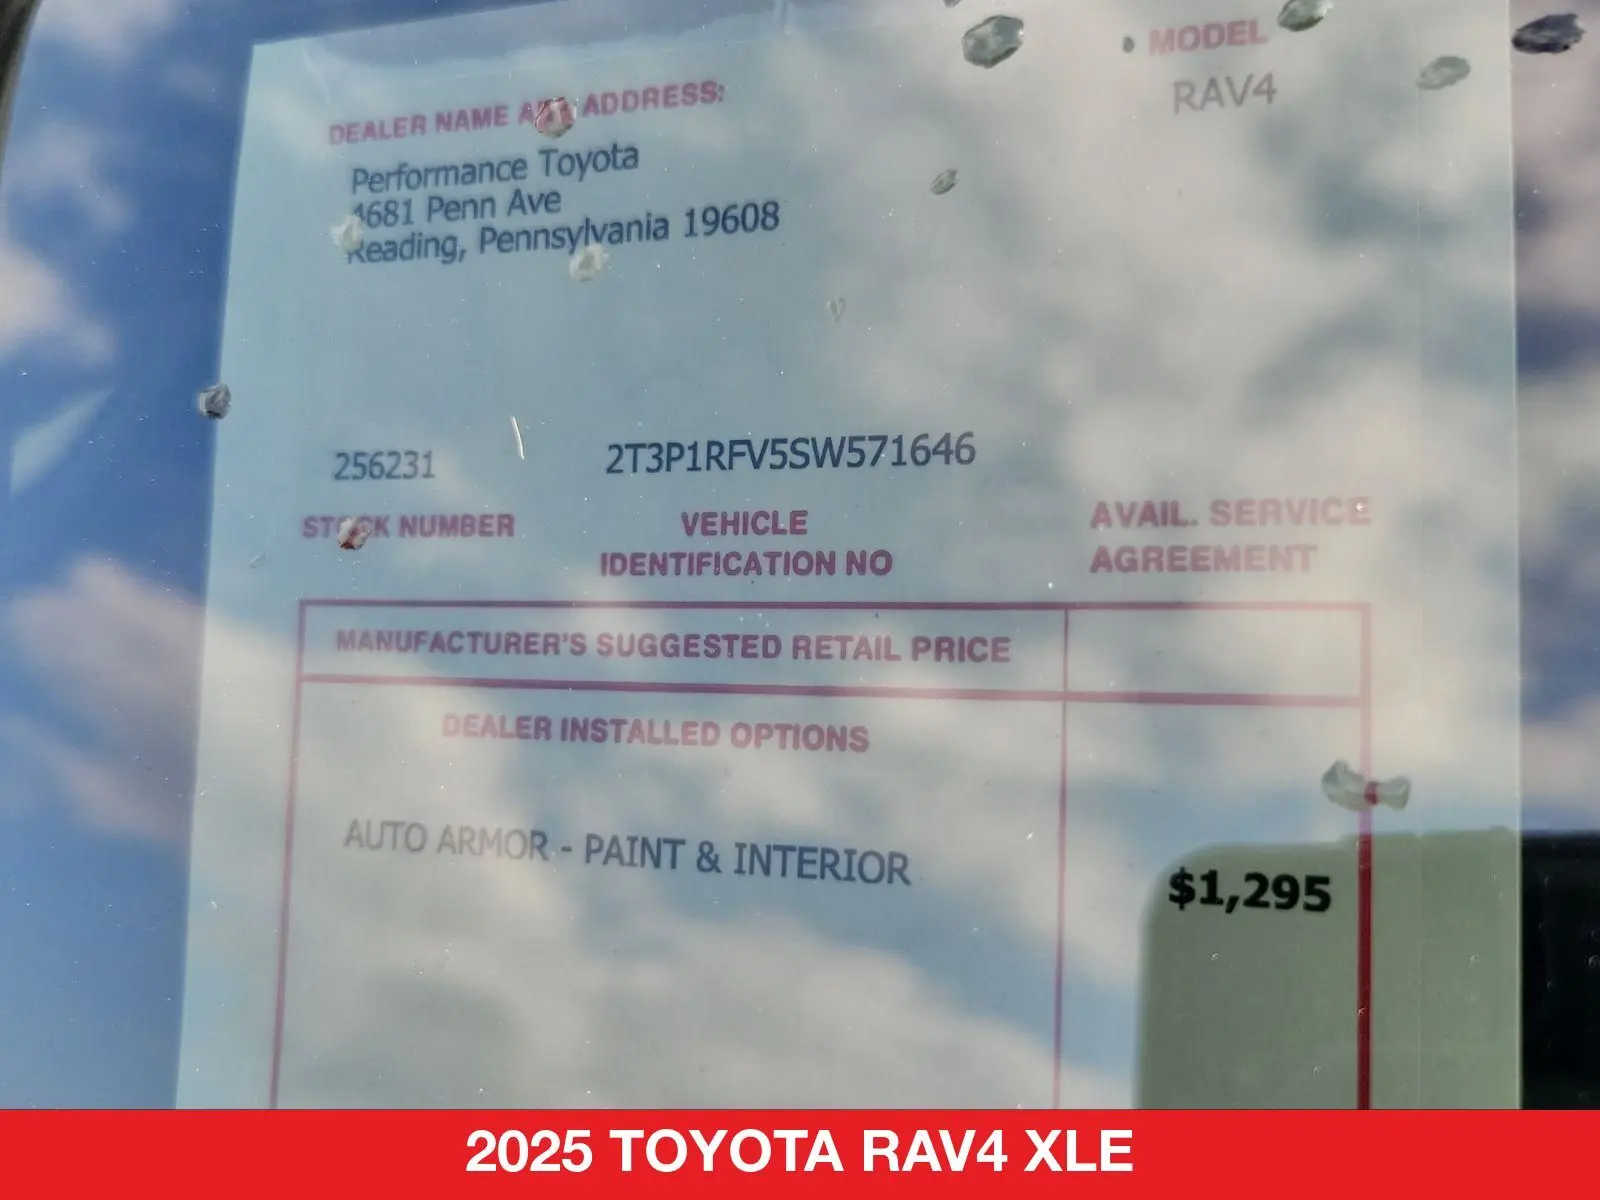 DEALER NAME AND ADDRESS:
MODEL
RAV4
Performance Toyota
4681 Penn Ave
Reading, Pennsylvania 19608
256231
2T3P1RFV5SW571646
STOCK NUMBER
VEHICLE
IDENTIFICATION NO
AVAIL. SERVICE
AGREEMENT
MANUFACTURER'S SUGGESTED RETAIL PRICE
DEALER INSTALLED OPTIONS
AUTO ARMOR - PAINT & INTERIOR
$1,295
2025 TOYOTA RAV4 XLE